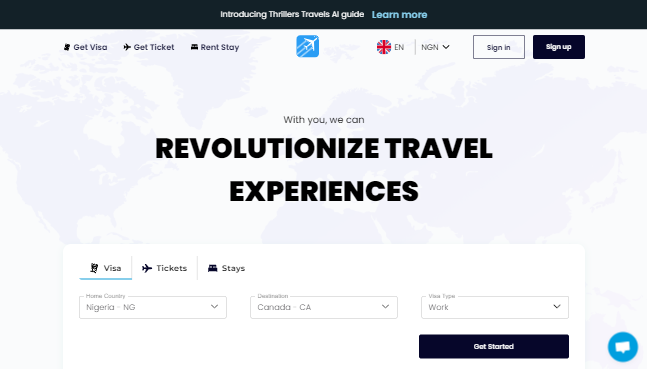 Introducing Thrillers Travels AI guide Learn more
Get Visa Get Ticket Rent Stay EN NGN Sign in Sign up
With you, we can
REVOLUTIONIZE TRAVEL
EXPERIENCES
Visa Tickets Stays
Home Country Destination Visa Type
Nigeria - NG Canada - CA Work
Get Started